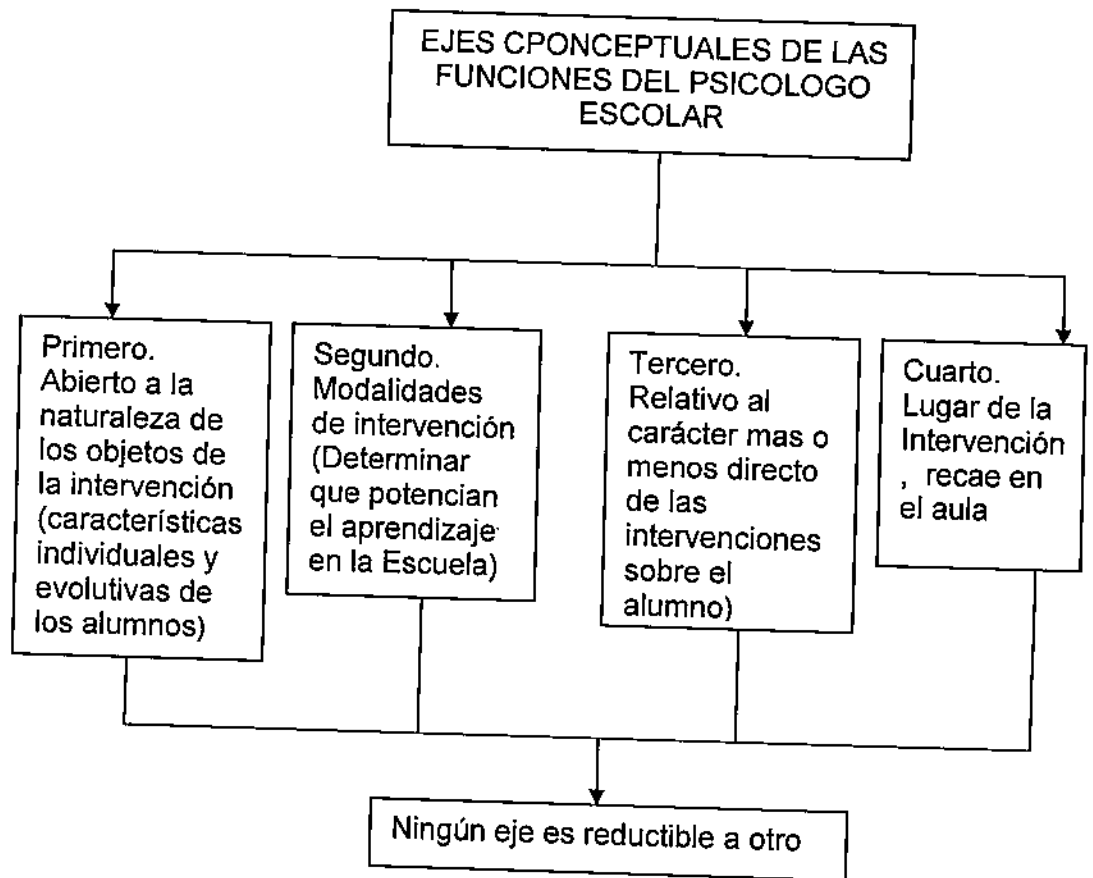 EJES CPONCEPTUALES DE LAS
FUNCIONES DEL PSICOLOGO
ESCOLAR
Primero.
Abierto a la
naturaleza de
los objetos de
la intervención
(características
individuales y
evolutivas de
los alumnos)
Segundo.
Modalidades
de intervención
(Determinar
que potencian
el aprendizaje
en la Escuela)
Tercero.
Relativo al
carácter mas o
menos directo
de las
intervenciones
sobre el
alumno)
Cuarto.
Lugar de la
Intervención
, recae en
el aula
Ningún eje es reductible a otro